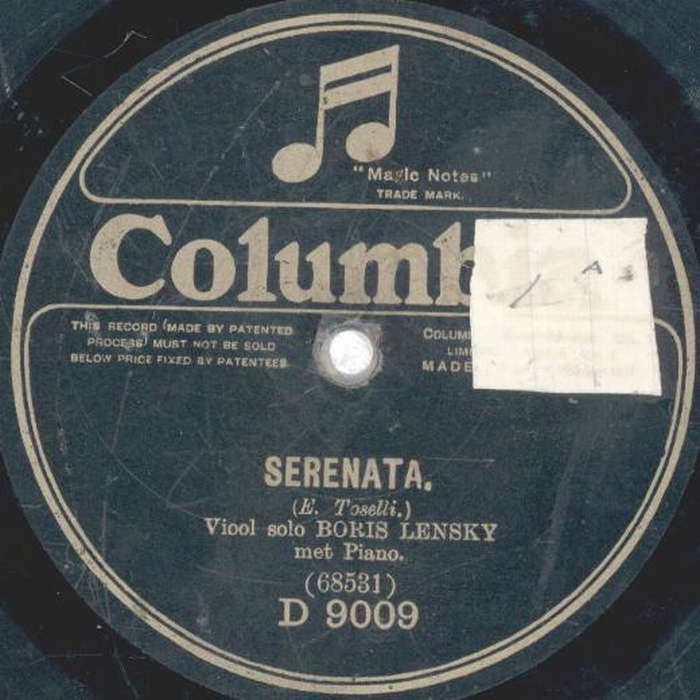 "Magic Notes"
TRADE MARK.
Columb
THIS RECORD (MADE BY PATENTED
PROCESS) MUST NOT BE SOLD
BELOW PRICE FIXED BY PATENTEES
COLUM
LIM
MADE
SERENATA.
(E. Toselli.)
Viool solo BORIS LENSKY
met Piano.
(68531)
D 9009